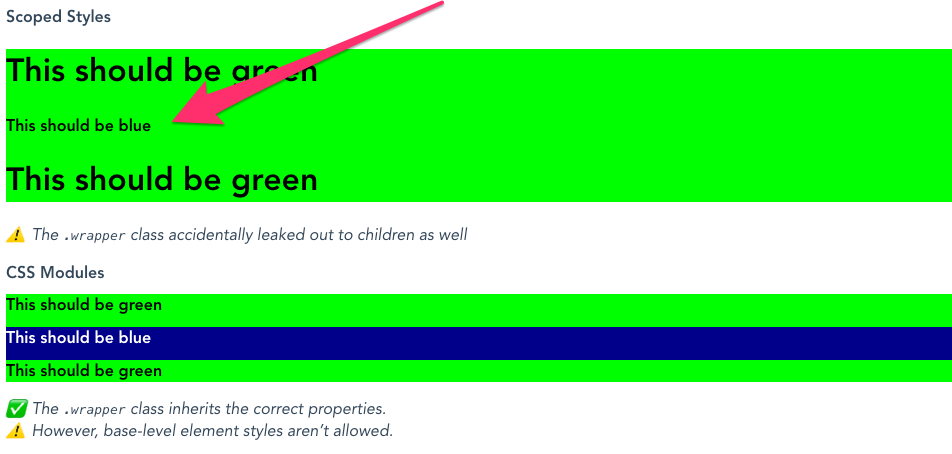 Scoped Styles
This should be green
This should be blue
This should be green
⚠️ The .wrapper class accidentally leaked out to children as well
CSS Modules
This should be green
This should be blue
This should be green
✅ The .wrapper class inherits the correct properties.
⚠️ However, base-level element styles aren’t allowed.